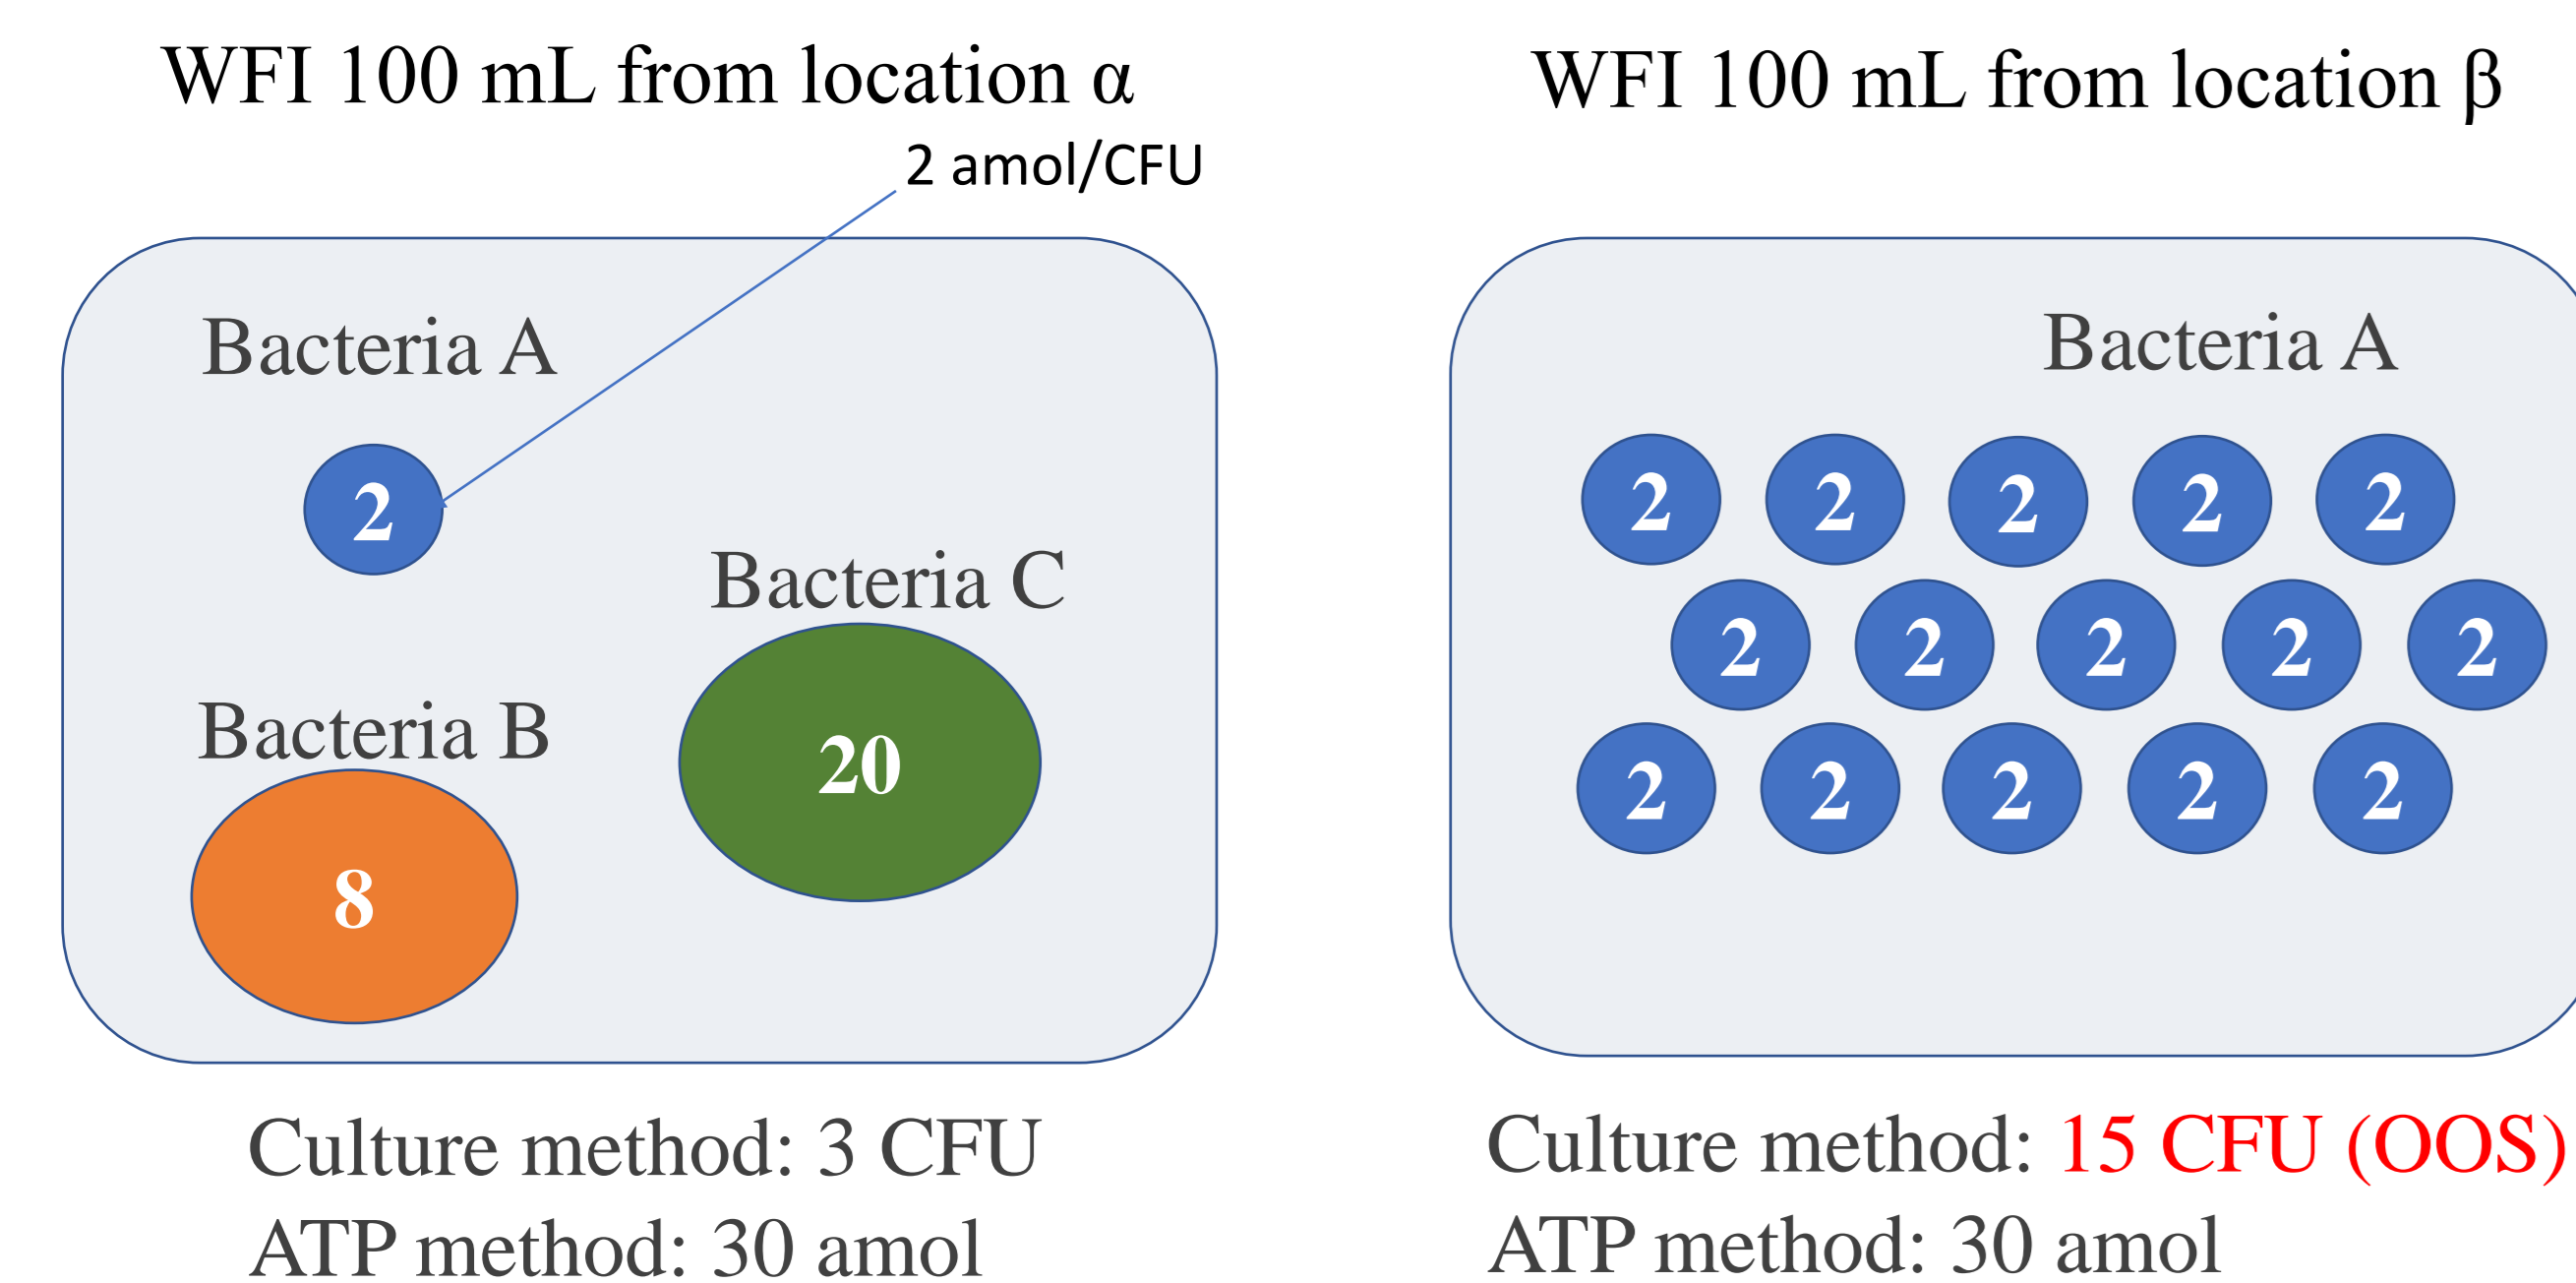 WFI 100 mL from location α
2 amol/CFU
Bacteria A
2
Bacteria C
20
Bacteria B
8
Culture method: 3 CFU
ATP method: 30 amol
WFI 100 mL from location β
Bacteria A
2 2 2 2 2
2 2 2 2 2
2 2 2 2 2
Culture method: 15 CFU (OOS)
ATP method: 30 amol